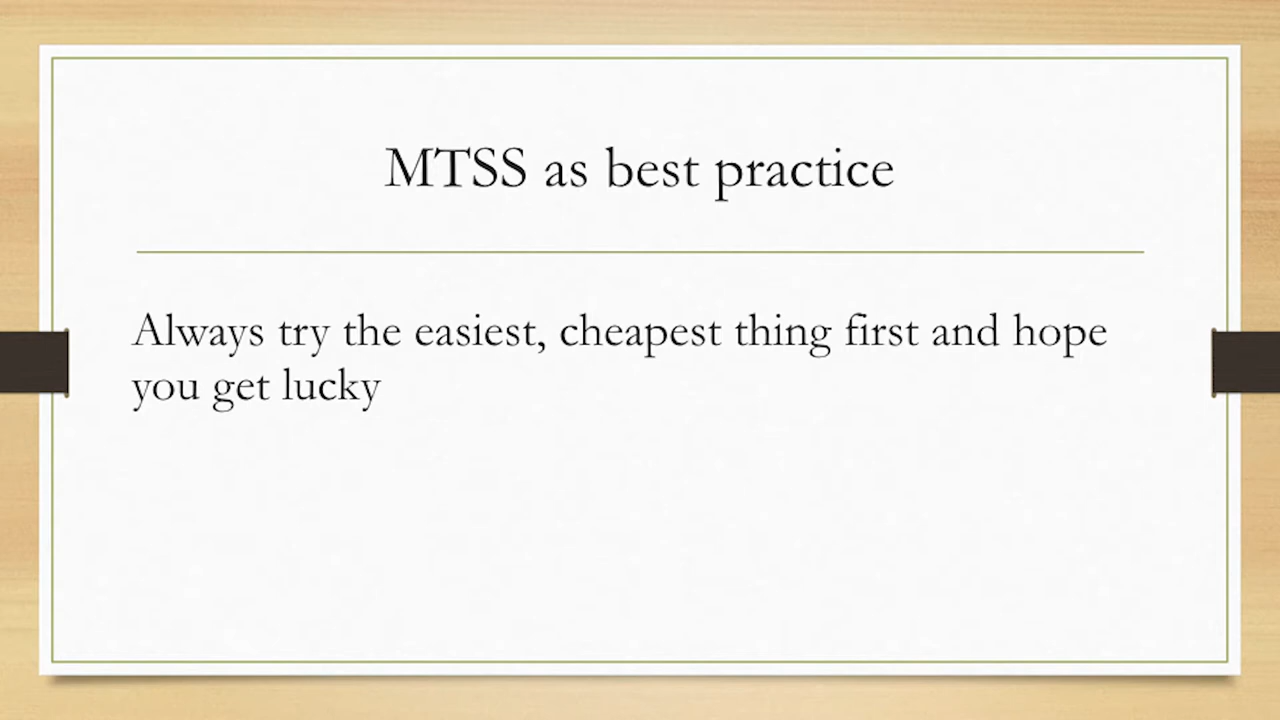 MTSS as best practice
Always try the easiest, cheapest thing first and hope
you get lucky